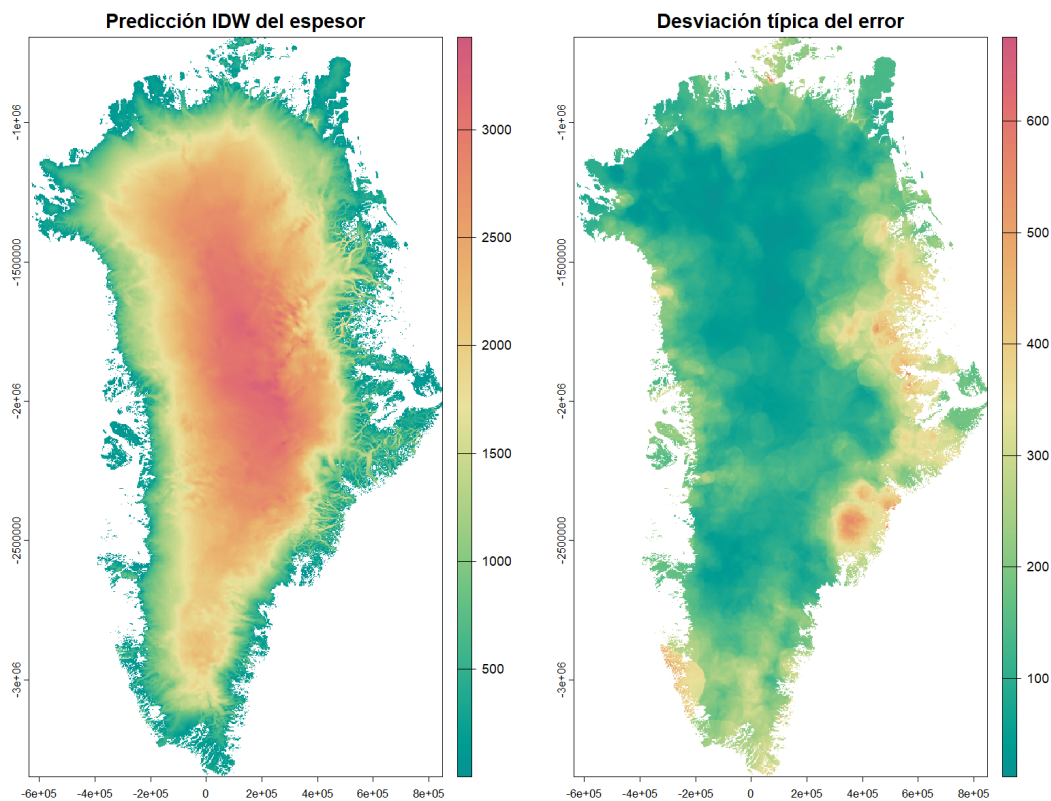 Predicción IDW del espesor
-1e+06
-1500000
-2e+06
-2500000
-3e+06
-6e+05 -4e+05 -2e+05 0 2e+05 4e+05 6e+05 8e+05
3000
2500
2000
1500
1000
500
Desviación típica del error
-1e+06
-1500000
-2e+06
-2500000
-3e+06
-6e+05 -4e+05 -2e+05 0 2e+05 4e+05 6e+05 8e+05
600
500
400
300
200
100